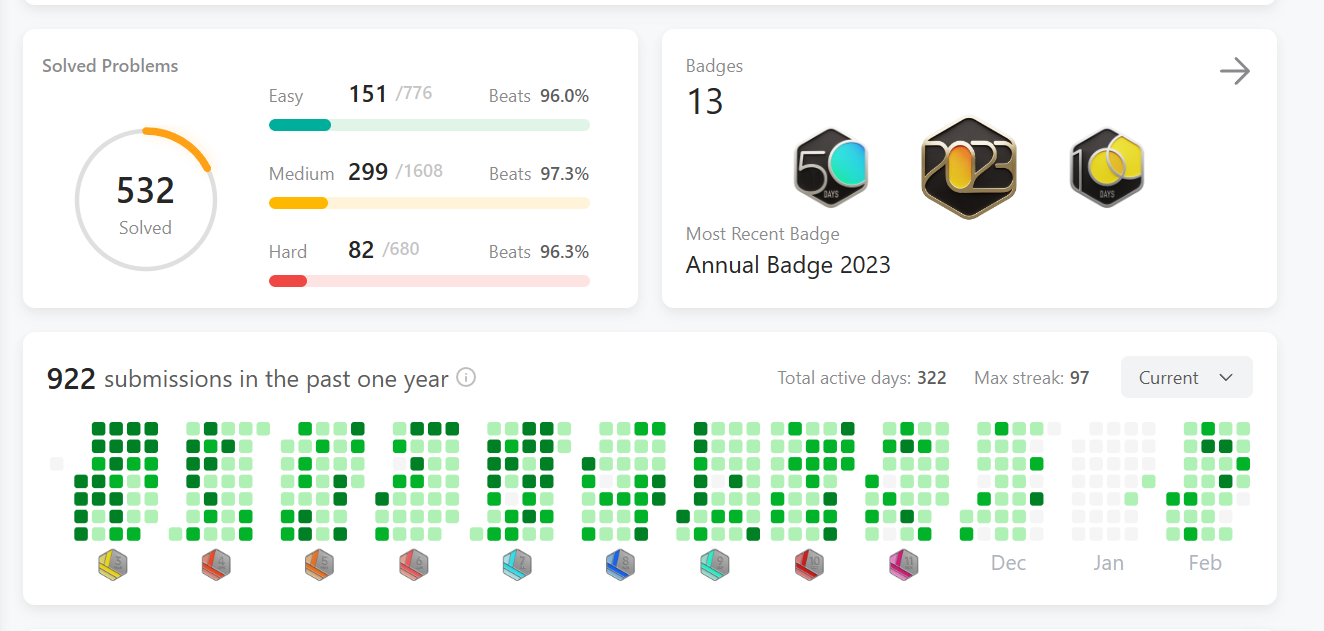 Solved Problems
532
Solved
Easy 151 /776 Beats 96.0%
Medium 299 /1608 Beats 97.3%
Hard 82 /680 Beats 96.3%
Badges
13
50 DAYS
2023
100 DAYS
Most Recent Badge
Annual Badge 2023
922 submissions in the past one year
Total active days: 322 Max streak: 97 Current
Dec Jan Feb